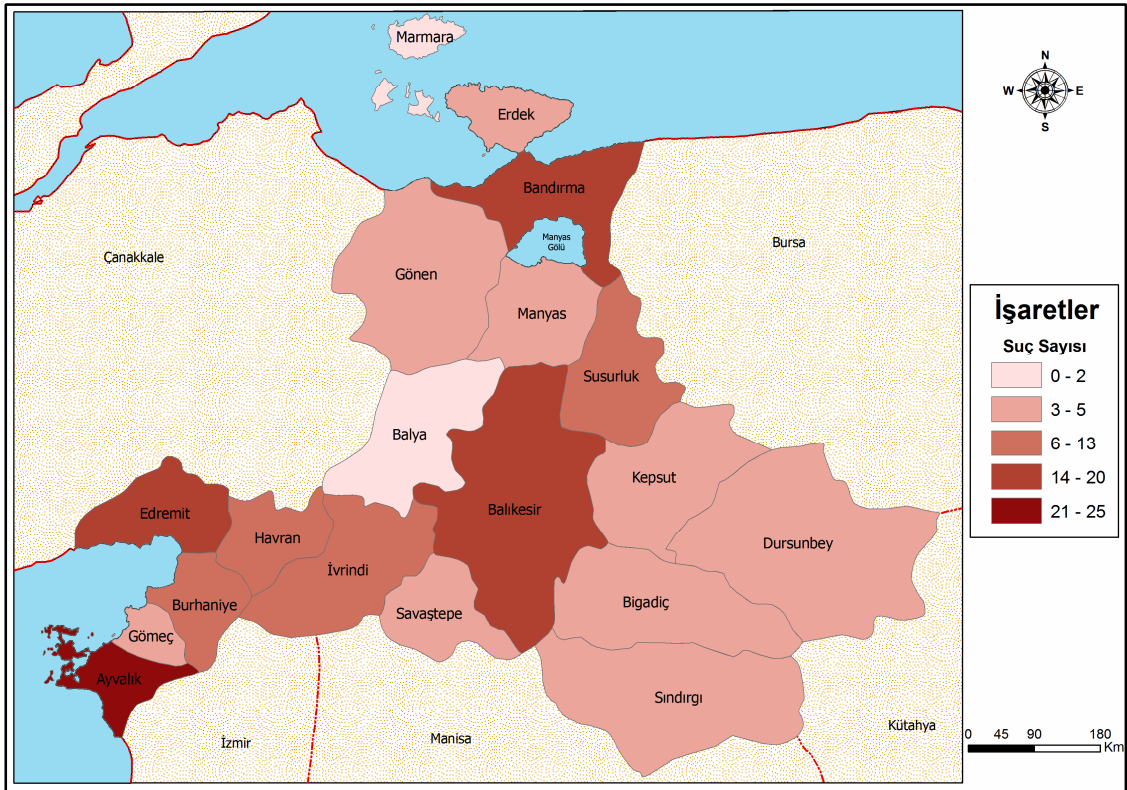 Marmara
Erdek
Bandırma
Manyas
Gölü
Çanakkale
Bursa
Gönen
Manyas
Susurluk
Balya
Kepsut
Edremit
Balıkesir
Havran
Dursunbey
İvrindi
Burhaniye
Bigadiç
Savaştepe
Gömeç
Ayvalık
Sındırgı
İzmir
Manisa
Kütahya
N
W
E
S
İşaretler
Suç Sayısı
0 - 2
3 - 5
6 - 13
14 - 20
21 - 25
0 45 90 180
Km